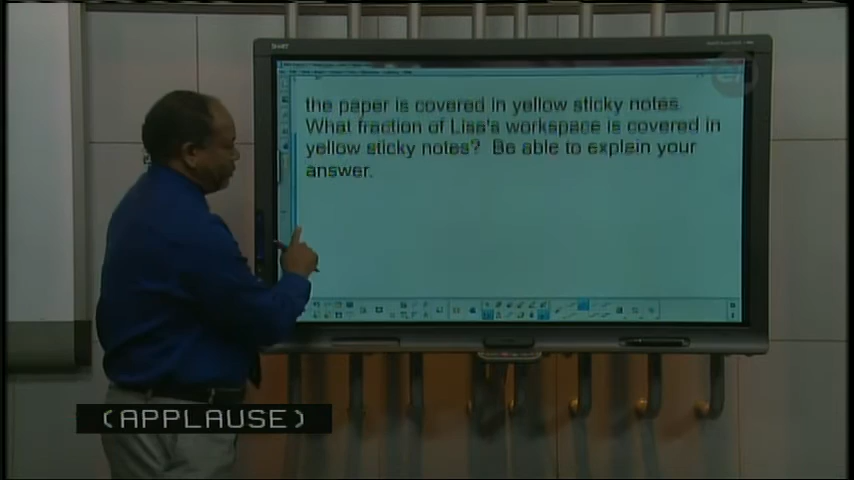 SMART
the paper is covered in yellow sticky notes.
What fraction of Lisa's workspace is covered in
yellow sticky notes? Be able to explain your
answer.
(APPLAUSE)